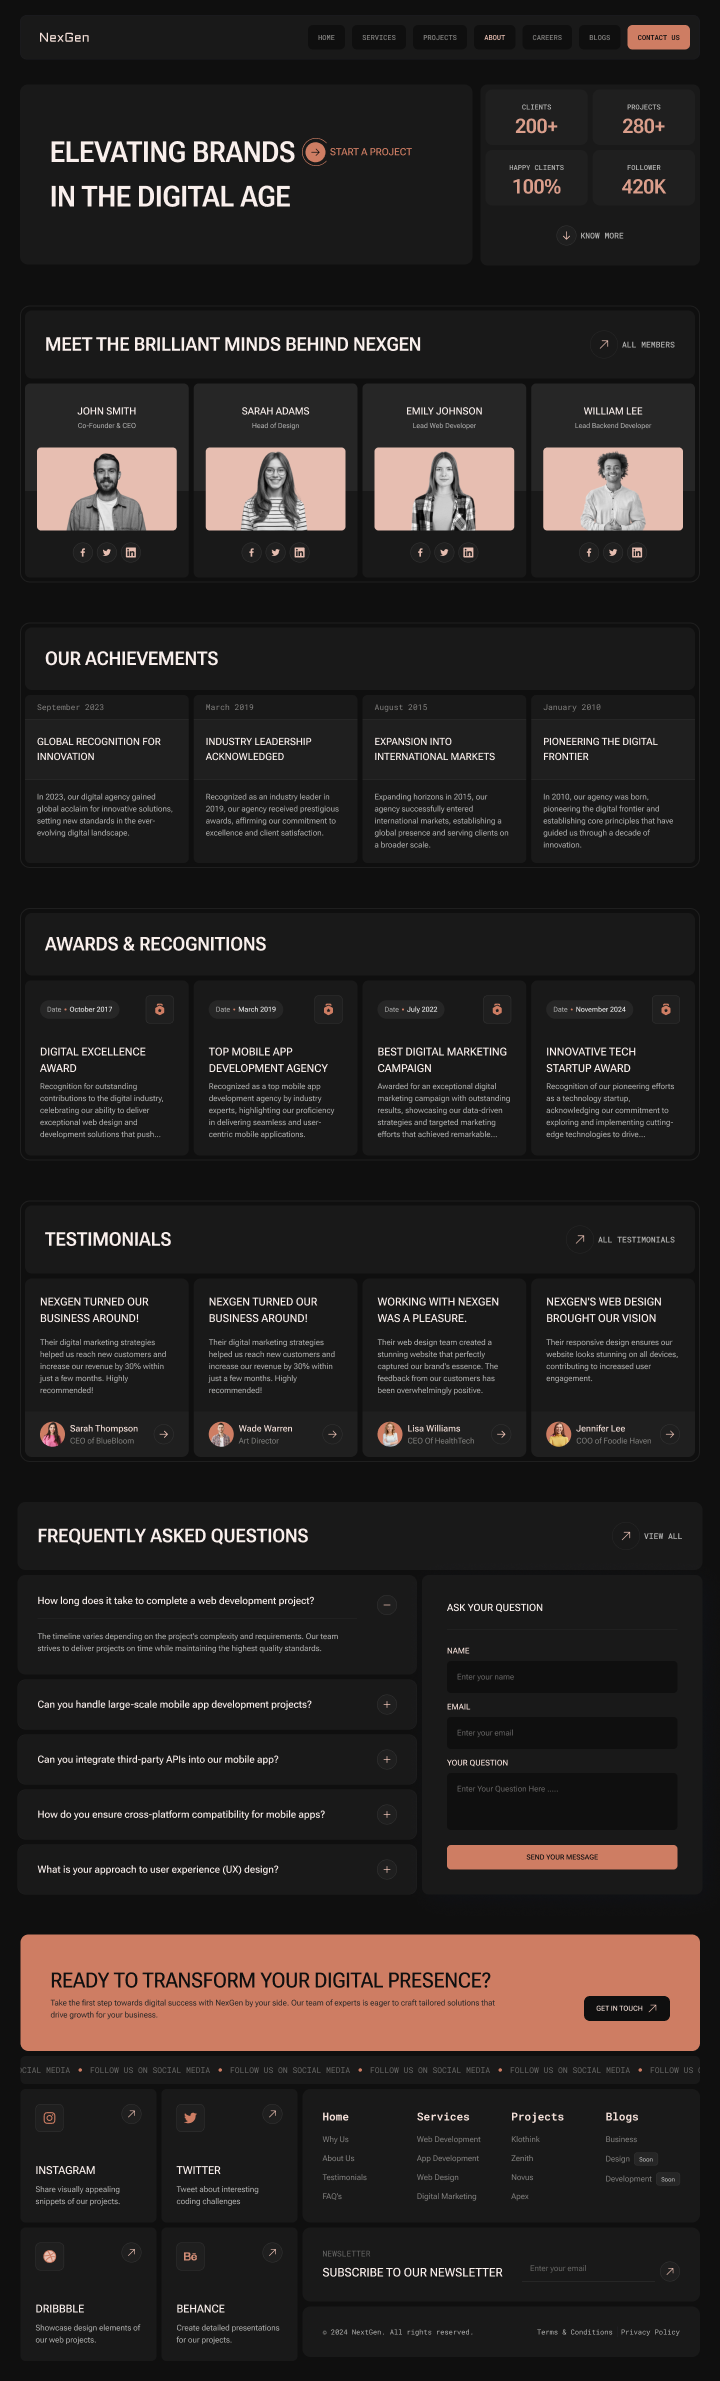 NexGen
HOME
SERVICES
PROJECTS
ABOUT
CAREERS
BLOGS
CONTACT US
ELEVATING BRANDS
START A PROJECT
IN THE DIGITAL AGE
CLIENTS
200+
PROJECTS
280+
HAPPY CLIENTS
100%
FOLLOWER
420K
KNOW MORE
MEET THE BRILLIANT MINDS BEHIND NEXGEN
ALL MEMBERS
JOHN SMITH
Co-Founder & CEO
SARAH ADAMS
Head of Design
EMILY JOHNSON
Lead Web Developer
WILLIAM LEE
Lead Backend Developer
OUR ACHIEVEMENTS
September 2023
GLOBAL RECOGNITION FOR
INNOVATION
In 2023, our digital agency gained
global acclaim for innovative solutions,
setting new standards in the ever-
evolving digital landscape.
March 2019
INDUSTRY LEADERSHIP
ACKNOWLEDGED
Recognized as an industry leader in
2019, our agency received prestigious
awards, affirming our commitment to
excellence and client satisfaction.
August 2015
EXPANSION INTO
INTERNATIONAL MARKETS
Expanding horizons in 2015, our
agency successfully entered
international markets, establishing a
global presence and serving clients on
a broader scale.
January 2010
PIONEERING THE DIGITAL
FRONTIER
In 2010, our agency was born,
pioneering the digital frontier and
establishing core principles that have
guided us through a decade of
innovation.
AWARDS & RECOGNITIONS
Date • October 2017
DIGITAL EXCELLENCE
AWARD
Recognition for outstanding
contributions to the digital industry,
celebrating our ability to deliver
exceptional web design and
development solutions that push...
Date • March 2019
TOP MOBILE APP
DEVELOPMENT AGENCY
Recognized as a top mobile app
development agency by industry
experts, highlighting our proficiency
in delivering seamless and user-
centric mobile applications.
Date • July 2022
BEST DIGITAL MARKETING
CAMPAIGN
Awarded for an exceptional digital
marketing campaign with outstanding
results, showcasing our data-driven
strategies and targeted marketing
efforts that achieved remarkable...
Date • November 2024
INNOVATIVE TECH
STARTUP AWARD
Recognition of our pioneering efforts
as a technology startup,
acknowledging our commitment to
exploring and implementing cutting-
edge technologies to drive...
TESTIMONIALS
ALL TESTIMONIALS
NEXGEN TURNED OUR
BUSINESS AROUND!
Their digital marketing strategies
helped us reach new customers and
increase our revenue by 30% within
just a few months. Highly
recommended!
Sarah Thompson
CEO of BlueBloom
NEXGEN TURNED OUR
BUSINESS AROUND!
Their digital marketing strategies
helped us reach new customers and
increase our revenue by 30% within
just a few months. Highly
recommended!
Wade Warren
Art Director
WORKING WITH NEXGEN
WAS A PLEASURE.
Their web design team created a
stunning website that perfectly
captured our brand's essence. The
feedback from our customers has
been overwhelmingly positive.
Lisa Williams
CEO Of HealthTech
NEXGEN'S WEB DESIGN
BROUGHT OUR VISION
Their responsive design ensures our
website looks stunning on all devices,
contributing to increased user
engagement.
Jennifer Lee
COO of Foodie Haven
FREQUENTLY ASKED QUESTIONS
VIEW ALL
How long does it take to complete a web development project?
The timeline varies depending on the project's complexity and requirements. Our team
strives to deliver projects on time while maintaining the highest quality standards.
Can you handle large-scale mobile app development projects?
Can you integrate third-party APIs into our mobile app?
How do you ensure cross-platform compatibility for mobile apps?
What is your approach to user experience (UX) design?
ASK YOUR QUESTION
NAME
Enter your name
EMAIL
Enter your email
YOUR QUESTION
Enter Your Question Here .....
SEND YOUR MESSAGE
READY TO TRANSFORM YOUR DIGITAL PRESENCE?
Take the first step towards digital success with NexGen by your side. Our team of experts is eager to craft tailored solutions that
drive growth for your business.
GET IN TOUCH
OCIAL MEDIA • FOLLOW US ON SOCIAL MEDIA • FOLLOW US ON SOCIAL MEDIA • FOLLOW US ON SOCIAL MEDIA • FOLLOW US ON SOCIAL MEDIA • FOLLOW US
INSTAGRAM
Share visually appealing
snippets of our projects.
TWITTER
Tweet about interesting
coding challenges
DRIBBBLE
Showcase design elements of
our web projects.
Bē
BEHANCE
Create detailed presentations
for our projects.
Home
Why Us
About Us
Testimonials
FAQ's
Services
Web Development
App Development
Web Design
Digital Marketing
Projects
Klothink
Zenith
Novus
Apex
Blogs
Business
Design Soon
Development Soon
NEWSLETTER
SUBSCRIBE TO OUR NEWSLETTER
Enter your email
© 2024 NextGen. All rights reserved.
Terms & Conditions
Privacy Policy